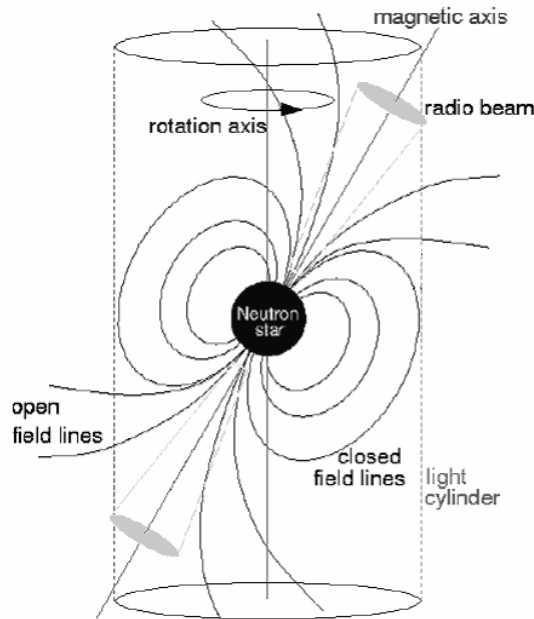 magnetic axis
radio beam
rotation axis
Neutron
star
open
field lines
closed
field lines
light
cylinder